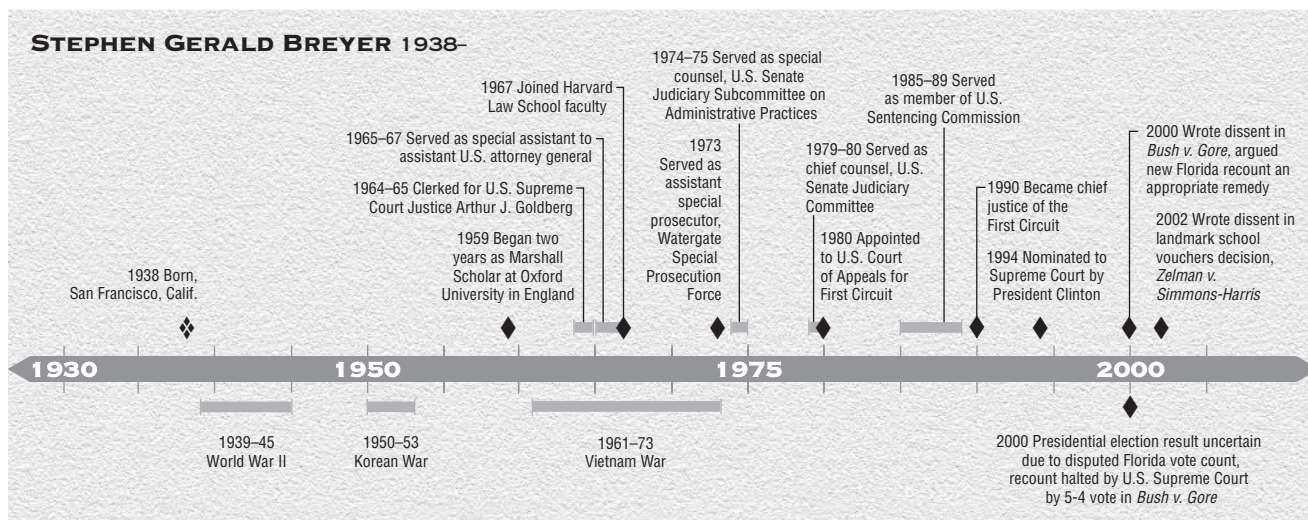 STEPHEN GERALD BREYER 1938–
1938 Born,
San Francisco, Calif.
1959 Began two
years as Marshall
Scholar at Oxford
University in England
1964–65 Clerked for U.S. Supreme
Court Justice Arthur J. Goldberg
1965–67 Served as special assistant to
assistant U.S. attorney general
1967 Joined Harvard
Law School faculty
1973
Served as
assistant
special
prosecutor,
Watergate
Special
Prosecution
Force
1974–75 Served as special
counsel, U.S. Senate
Judiciary Subcommittee on
Administrative Practices
1979–80 Served as
chief counsel, U.S.
Senate Judiciary
Committee
1980 Appointed
to U.S. Court
of Appeals for
First Circuit
1985–89 Served
as member of U.S.
Sentencing Commission
1990 Became chief
justice of the
First Circuit
1994 Nominated to
Supreme Court by
President Clinton
2000 Wrote dissent in
Bush v. Gore, argued
new Florida recount an
appropriate remedy
2002 Wrote dissent in
landmark school
vouchers decision,
Zelman v.
Simmons-Harris
1930 1950 1975 2000
1939–45
World War II
1950–53
Korean War
1961–73
Vietnam War
2000 Presidential election result uncertain
due to disputed Florida vote count,
recount halted by U.S. Supreme Court
by 5-4 vote in Bush v. Gore